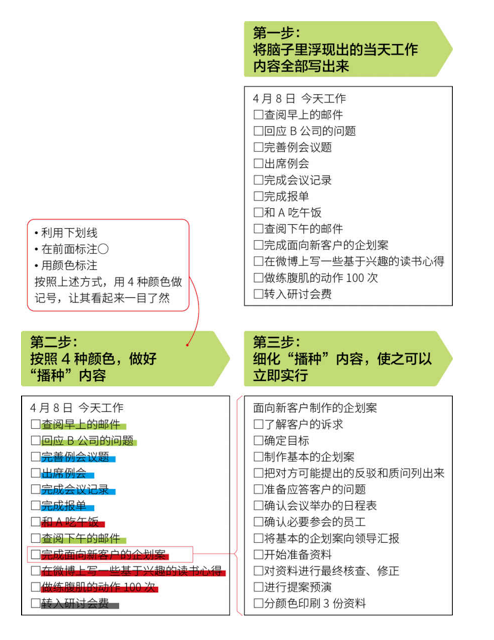 第一步：
将脑子里浮现出的当天工作
内容全部写出来
4 月 8 日 今天工作
□查阅早上的邮件
□回应 B 公司的问题
□完善例会议题
□出席例会
□完成会议记录
□完成报单
□和 A 吃午饭
□查阅下午的邮件
□完成面向新客户的企划案
□在微博上写一些基于兴趣的读书心得
□做练腹肌的动作 100 次
□转入研讨会费
• 利用下划线
• 在前面标注○
• 用颜色标注
按照上述方式，用 4 种颜色做
记号，让其看起来一目了然
第二步：
按照 4 种颜色，做好
“播种”内容
4 月 8 日 今天工作
□查阅早上的邮件
□回应 B 公司的问题
□完善例会议题
□出席例会
□完成会议记录
□完成报单
□和 A 吃午饭
□查阅下午的邮件
□完成面向新客户的企划案
□在微博上写一些基于兴趣的读书心得
□做练腹肌的动作 100 次
□转入研讨会费
第三步：
细化“播种”内容，使之可以
立即实行
面向新客户制作的企划案
□了解客户的诉求
□确定目标
□制作基本的企划案
□把对方可能提出的反驳和质问列出来
□准备应答客户的问题
□确认会议举办的日程表
□确认必要参会的员工
□将基本的企划案向领导汇报
□开始准备资料
□对资料进行最终核查、修正
□进行提案预演
□分颜色印刷 3 份资料